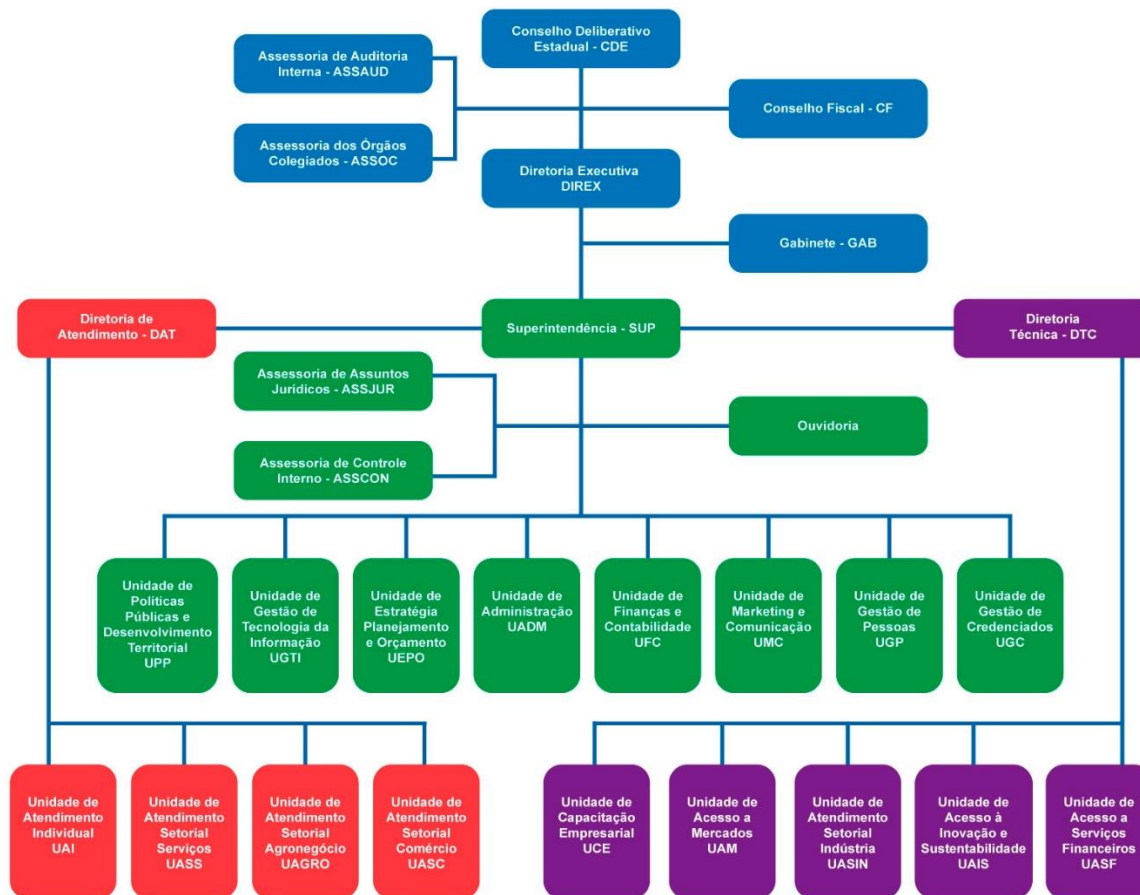 Conselho Deliberativo
Estadual - CDE
Assessoria de Auditoria
Interna - ASSAUD
Conselho Fiscal - CF
Assessoria dos Órgãos
Colegiados - ASSOC
Diretoria Executiva
DIREX
Gabinete - GAB
Diretoria de
Atendimento - DAT
Superintendência - SUP
Diretoria
Técnica - DTC
Assessoria de Assuntos
Jurídicos - ASSJUR
Ouvidoria
Assessoria de Controle
Interno - ASSCON
Unidade de
Políticas
Públicas e
Desenvolvimento
Territorial
UPP
Unidade de
Gestão de
Tecnologia da
Informação
UGTI
Unidade de
Estratégia
Planejamento
e Orçamento
UEPO
Unidade de
Administração
UADM
Unidade de
Finanças e
Contabilidade
UFC
Unidade de
Marketing e
Comunicação
UMC
Unidade de
Gestão de
Pessoas
UGP
Unidade de
Gestão de
Credenciados
UGC
Unidade de
Atendimento
Individual
UAI
Unidade de
Atendimento
Setorial
Serviços
UASS
Unidade de
Atendimento
Setorial
Agronegócio
UAGRO
Unidade de
Atendimento
Setorial
Comércio
UASC
Unidade de
Capacitação
Empresarial
UCE
Unidade de
Acesso a
Mercados
UAM
Unidade de
Atendimento
Setorial
Indústria
UASIN
Unidade de
Acesso à
Inovação e
Sustentabilidade
UAIS
Unidade de
Acesso a
Serviços
Financeiros
UASF